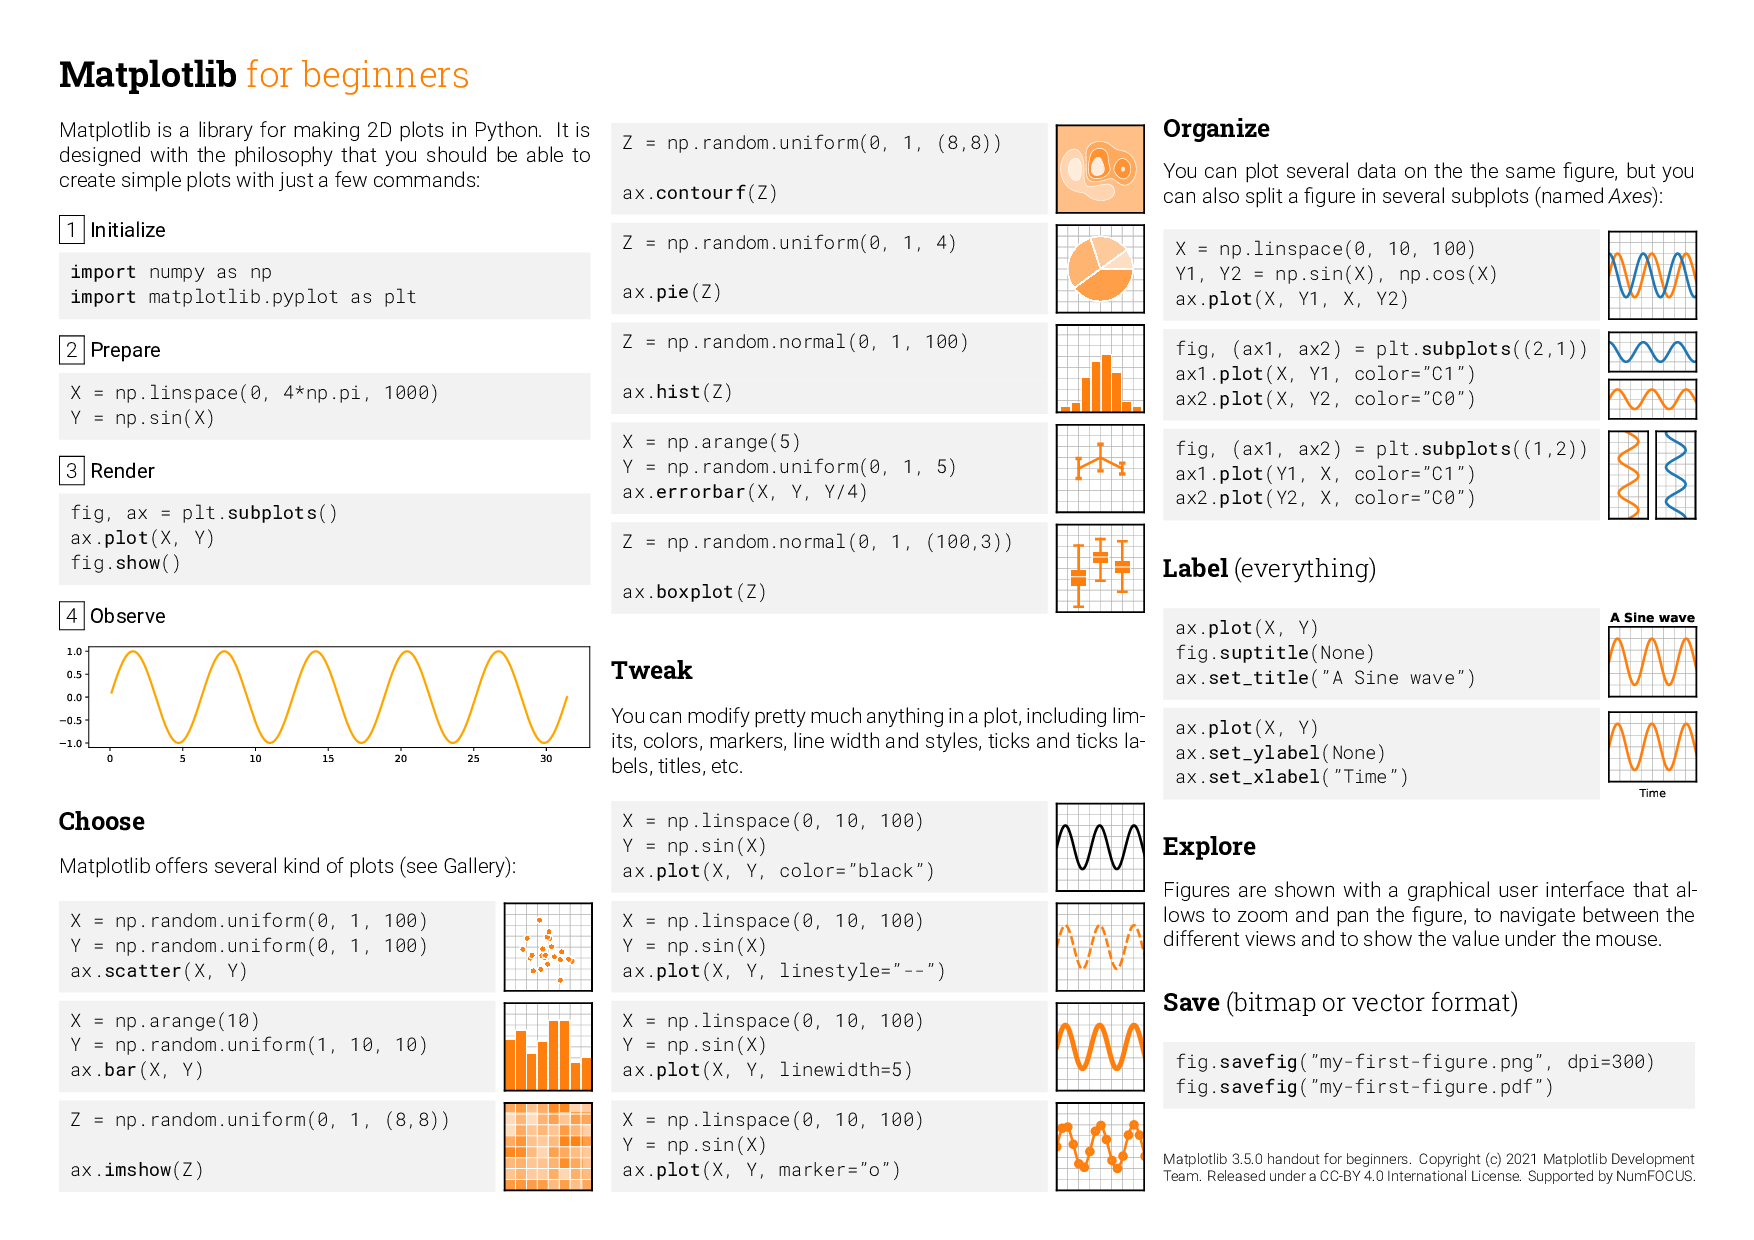 Matplotlib for beginners
Matplotlib is a library for making 2D plots in Python. It is
designed with the philosophy that you should be able to
create simple plots with just a few commands:
1 Initialize
import numpy as np
import matplotlib.pyplot as plt
2 Prepare
X = np.linspace(0, 4*np.pi, 1000)
Y = np.sin(X)
3 Render
fig, ax = plt.subplots()
ax.plot(X, Y)
fig.show()
4 Observe
1.0
0.5
0.0
−0.5
−1.0
0 5 10 15 20 25 30
Choose
Matplotlib offers several kind of plots (see Gallery):
X = np.random.uniform(0, 1, 100)
Y = np.random.uniform(0, 1, 100)
ax.scatter(X, Y)
X = np.arange(10)
Y = np.random.uniform(1, 10, 10)
ax.bar(X, Y)
Z = np.random.uniform(0, 1, (8,8))
ax.imshow(Z)
Z = np.random.uniform(0, 1, (8,8))
ax.contourf(Z)
Z = np.random.uniform(0, 1, 4)
ax.pie(Z)
Z = np.random.normal(0, 1, 100)
ax.hist(Z)
X = np.arange(5)
Y = np.random.uniform(0, 1, 5)
ax.errorbar(X, Y, Y/4)
Z = np.random.normal(0, 1, (100,3))
ax.boxplot(Z)
Tweak
You can modify pretty much anything in a plot, including lim-
its, colors, markers, line width and styles, ticks and ticks la-
bels, titles, etc.
X = np.linspace(0, 10, 100)
Y = np.sin(X)
ax.plot(X, Y, color="black")
X = np.linspace(0, 10, 100)
Y = np.sin(X)
ax.plot(X, Y, linestyle="--")
X = np.linspace(0, 10, 100)
Y = np.sin(X)
ax.plot(X, Y, linewidth=5)
X = np.linspace(0, 10, 100)
Y = np.sin(X)
ax.plot(X, Y, marker="o")
Organize
You can plot several data on the the same figure, but you
can also split a figure in several subplots (named Axes):
X = np.linspace(0, 10, 100)
Y1, Y2 = np.sin(X), np.cos(X)
ax.plot(X, Y1, X, Y2)
fig, (ax1, ax2) = plt.subplots((2,1))
ax1.plot(X, Y1, color="C1")
ax2.plot(X, Y2, color="C0")
fig, (ax1, ax2) = plt.subplots((1,2))
ax1.plot(Y1, X, color="C1")
ax2.plot(Y2, X, color="C0")
Label (everything)
ax.plot(X, Y)
fig.suptitle(None)
ax.set_title("A Sine wave")
A Sine wave
ax.plot(X, Y)
ax.set_ylabel(None)
ax.set_xlabel("Time")
Time
Explore
Figures are shown with a graphical user interface that al-
lows to zoom and pan the figure, to navigate between the
different views and to show the value under the mouse.
Save (bitmap or vector format)
fig.savefig("my-first-figure.png", dpi=300)
fig.savefig("my-first-figure.pdf")
Matplotlib 3.5.0 handout for beginners. Copyright (c) 2021 Matplotlib Development
Team. Released under a CC-BY 4.0 International License. Supported by NumFOCUS.